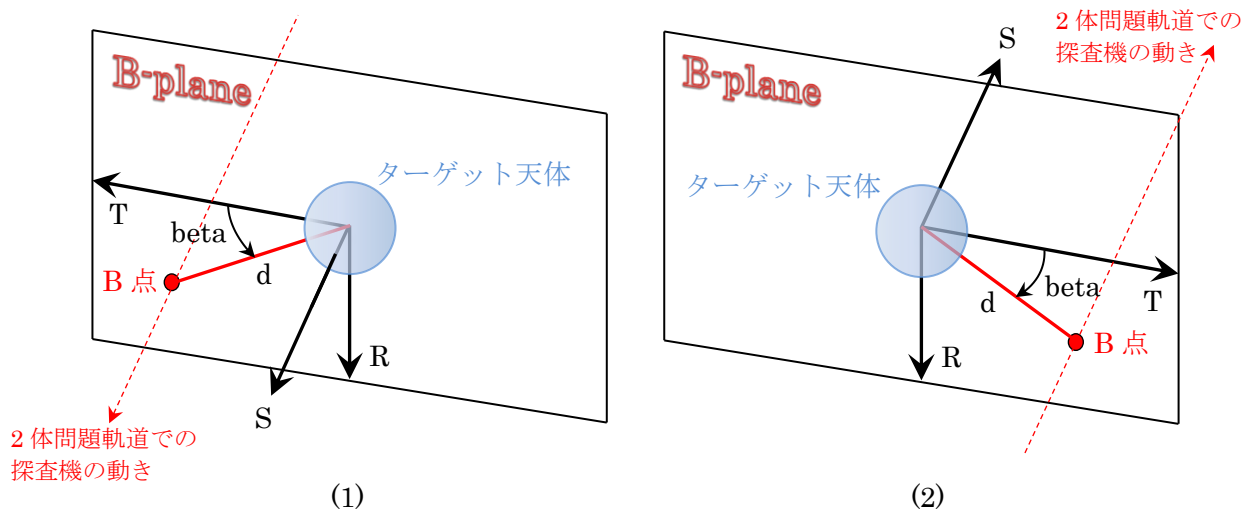 B-plane
ターゲット天体
T
beta
d
B 点
R
S
2 体問題軌道での
探査機の動き
(1)
2 体問題軌道での
探査機の動き
S
B-plane
ターゲット天体
beta
d
T
B 点
R
(2)